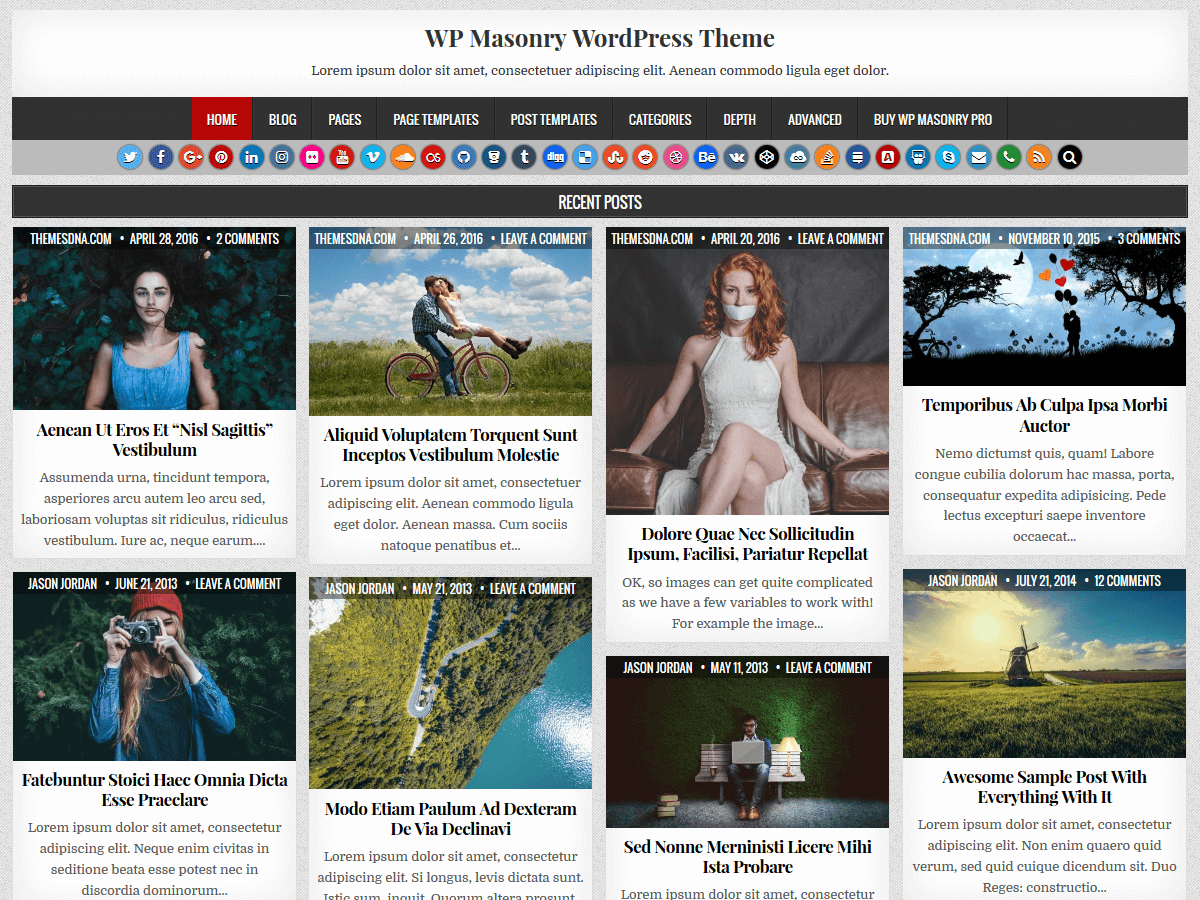 WP Masonry WordPress Theme
Lorem ipsum dolor sit amet, consectetuer adipiscing elit. Aenean commodo ligula eget dolor.
HOME BLOG PAGES PAGE TEMPLATES POST TEMPLATES CATEGORIES DEPTH ADVANCED BUY WP MASONRY PRO
RECENT POSTS
THEMESDNA.COM • APRIL 28, 2016 • 2 COMMENTS
Aenean Ut Eros Et “Nisl Sagittis”
Vestibulum
Assumenda urna, tincidunt tempora,
asperiores arcu autem leo arcu sed,
laboriosam voluptas sit ridiculus, ridiculus
vestibulum. Iure ac, neque earum....
THEMESDNA.COM • APRIL 26, 2016 • LEAVE A COMMENT
Aliquid Voluptatem Torquent Sunt
Inceptos Vestibulum Molestie
Lorem ipsum dolor sit amet, consectetuer
adipiscing elit. Aenean commodo ligula
eget dolor. Aenean massa. Cum sociis
natoque penatibus et...
THEMESDNA.COM • APRIL 20, 2016 • LEAVE A COMMENT
Dolore Quae Nec Sollicitudin
Ipsum, Facilisi, Pariatur Repellat
OK, so images can get quite complicated
as we have a few variables to work with!
For example the image...
THEMESDNA.COM • NOVEMBER 10, 2015 • 3 COMMENTS
Temporibus Ab Culpa Ipsa Morbi
Auctor
Nemo dictumst quis, quam! Labore
congue cubilia dolorum hac massa, porta,
consequatur expedita adipisicing. Pede
lectus excepturi saepe inventore
occaecat...
JASON JORDAN • JUNE 21, 2013 • LEAVE A COMMENT
Fatebuntur Stoici Haec Omnia Dicta
Esse Praeclare
Lorem ipsum dolor sit amet, consectetur
adipiscing elit. Neque enim civitas in
seditione beata esse potest nec in
discordia dominorum...
JASON JORDAN • MAY 21, 2013 • LEAVE A COMMENT
Modo Etiam Paulum Ad Dexteram
De Via Declinavi
Lorem ipsum dolor sit amet, consectetur
adipiscing elit. Si longus, levis dictata sunt.
Istic sum, inquit. Quorum altera prosunt,
JASON JORDAN • MAY 11, 2013 • LEAVE A COMMENT
Sed Nonne Merninisti Licere Mihi
Ista Probare
Lorem ipsum dolor sit amet, consectetur
JASON JORDAN • JULY 21, 2014 • 12 COMMENTS
Awesome Sample Post With
Everything With It
Lorem ipsum dolor sit amet, consectetur
adipiscing elit. Non enim quaero quid
verum, sed quid cuique dicendum sit. Duo
Reges: constructio...